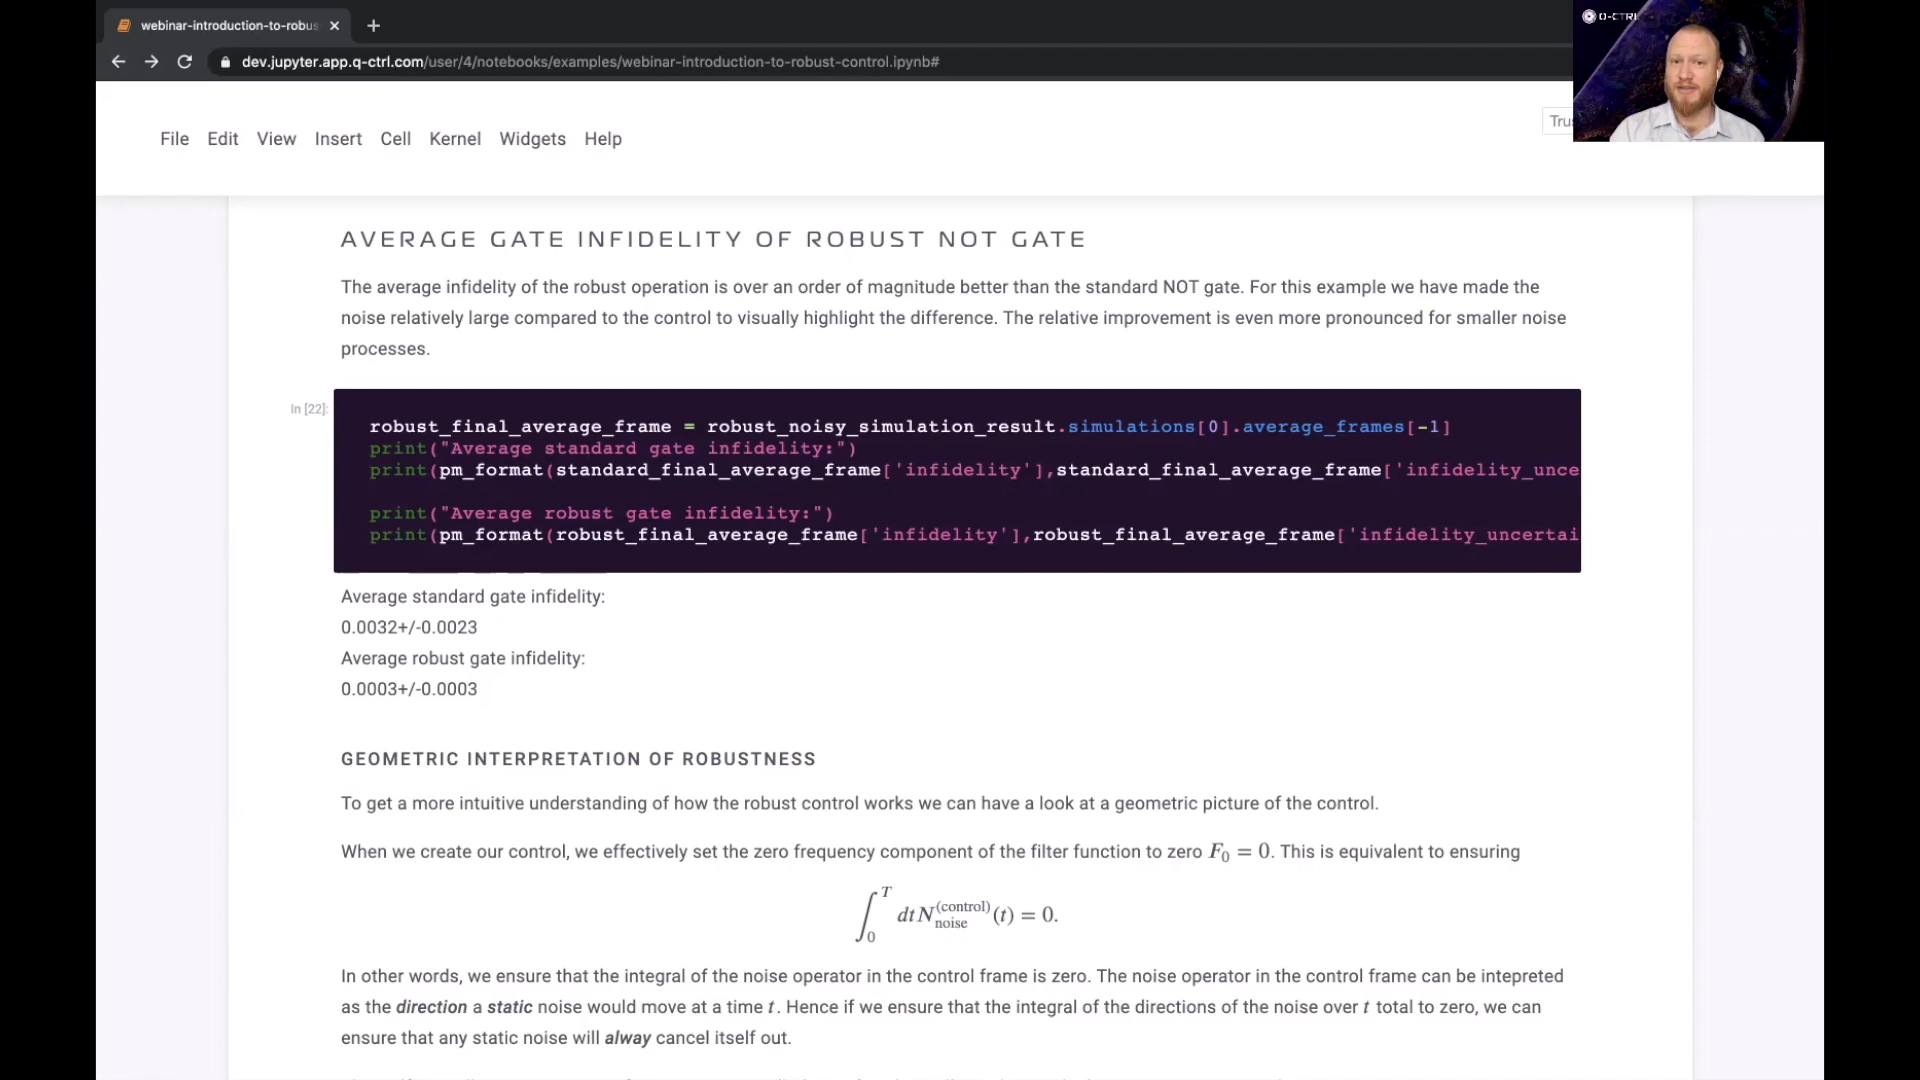 webinar-introduction-to-robus
dev.jupyter.app.q-ctrl.com/user/4/notebooks/examples/webinar-introduction-to-robust-control.ipynb#
Q-CTRL
File Edit View Insert Cell Kernel Widgets Help
Trus
AVERAGE GATE INFIDELITY OF ROBUST NOT GATE
The average infidelity of the robust operation is over an order of magnitude better than the standard NOT gate. For this example we have made the
noise relatively large compared to the control to visually highlight the difference. The relative improvement is even more pronounced for smaller noise
processes.
In [22]:
robust_final_average_frame = robust_noisy_simulation_result.simulations[0].average_frames[-1]
print("Average standard gate infidelity:")
print(pm_format(standard_final_average_frame['infidelity'],standard_final_average_frame['infidelity_unce
print("Average robust gate infidelity:")
print(pm_format(robust_final_average_frame['infidelity'],robust_final_average_frame['infidelity_uncertai
Average standard gate infidelity:
0.0032+/-0.0023
Average robust gate infidelity:
0.0003+/-0.0003
GEOMETRIC INTERPRETATION OF ROBUSTNESS
To get a more intuitive understanding of how the robust control works we can have a look at a geometric picture of the control.
When we create our control, we effectively set the zero frequency component of the filter function to zero F₀ = 0. This is equivalent to ensuring
∫₀ᵀ dt N_noise^(control)(t) = 0.
In other words, we ensure that the integral of the noise operator in the control frame is zero. The noise operator in the control frame can be intepreted
as the direction a static noise would move at a time t. Hence if we ensure that the integral of the directions of the noise over t total to zero, we can
ensure that any static noise will alway cancel itself out.